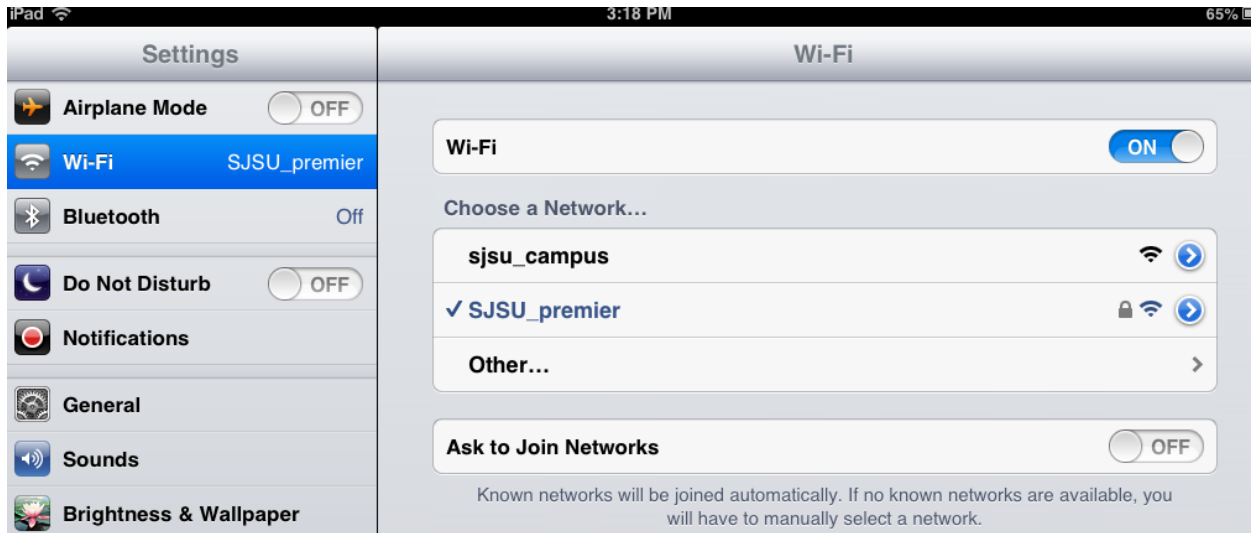 iPad 3:18 PM 65%
Settings
Wi-Fi
Airplane Mode OFF
Wi-Fi SJSU_premier
Bluetooth Off
Do Not Disturb OFF
Notifications
General
Sounds
Brightness & Wallpaper
Wi-Fi ON
Choose a Network...
sjsu_campus
✓ SJSU_premier
Other...
Ask to Join Networks OFF
Known networks will be joined automatically. If no known networks are available, you
will have to manually select a network.